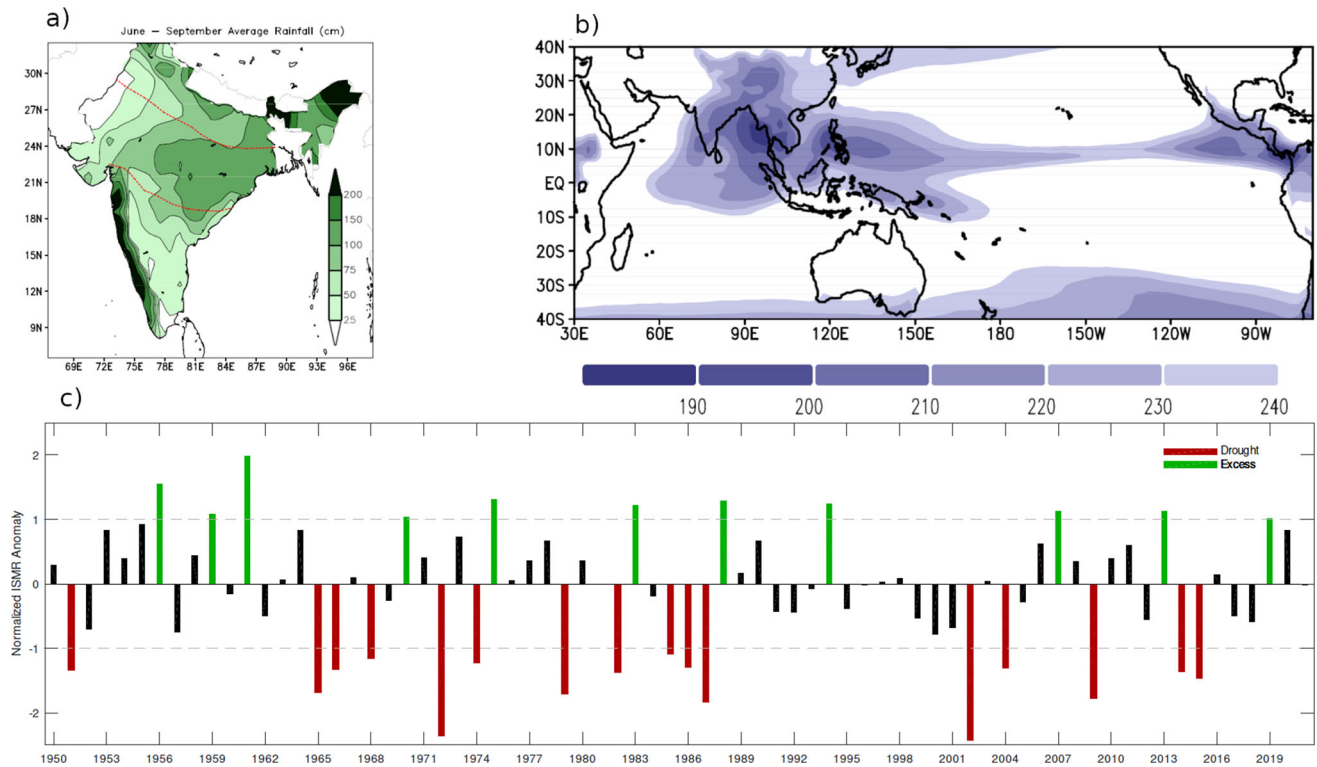 a)
June – September Average Rainfall (cm)
30N
27N
24N
21N
18N
15N
12N
9N
69E 72E 75E 78E 81E 84E 87E 90E 93E 96E
200
150
100
75
50
25
b)
40N
30N
20N
10N
EQ
10S
20S
30S
40S
30E 60E 90E 120E 150E 180 150W 120W 90W
190 200 210 220 230 240
c)
Normalized ISMR Anomaly
2
1
0
-1
-2
Drought
Excess
1950 1953 1956 1959 1962 1965 1968 1971 1974 1977 1980 1983 1986 1989 1992 1995 1998 2001 2004 2007 2010 2013 2016 2019